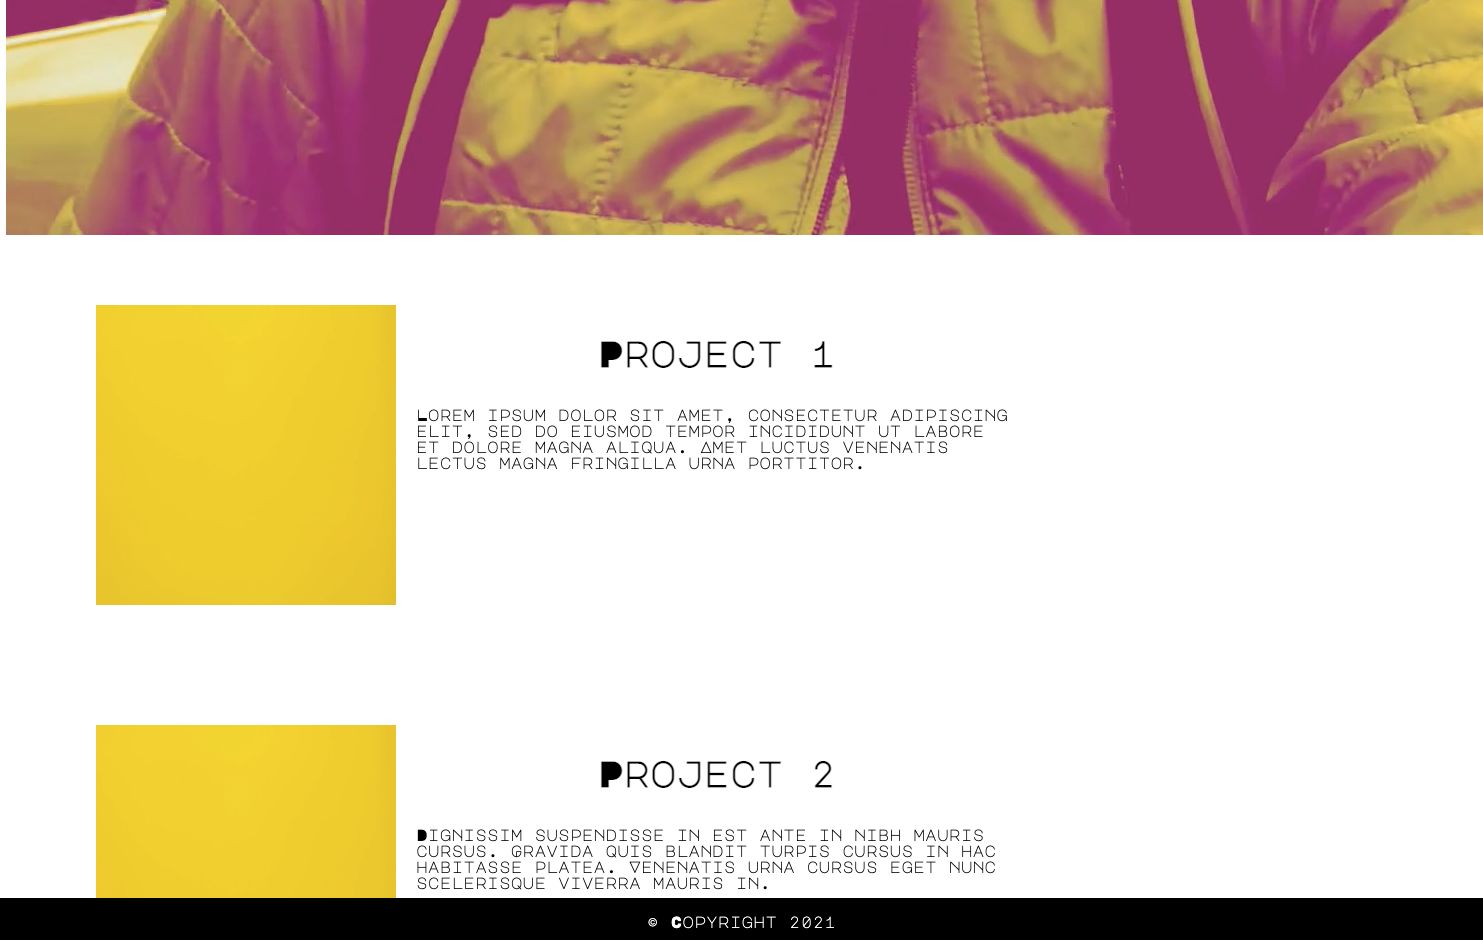 Project 1
Lorem ipsum dolor sit amet, consectetur adipiscing
elit, sed do eiusmod tempor incididunt ut labore
et dolore magna aliqua. Amet luctus venenatis
lectus magna fringilla urna porttitor.
Project 2
Dignissim suspendisse in est ante in nibh mauris
cursus. Gravida quis blandit turpis cursus in hac
habitasse platea. Venenatis urna cursus eget nunc
scelerisque viverra mauris in.
© Copyright 2021